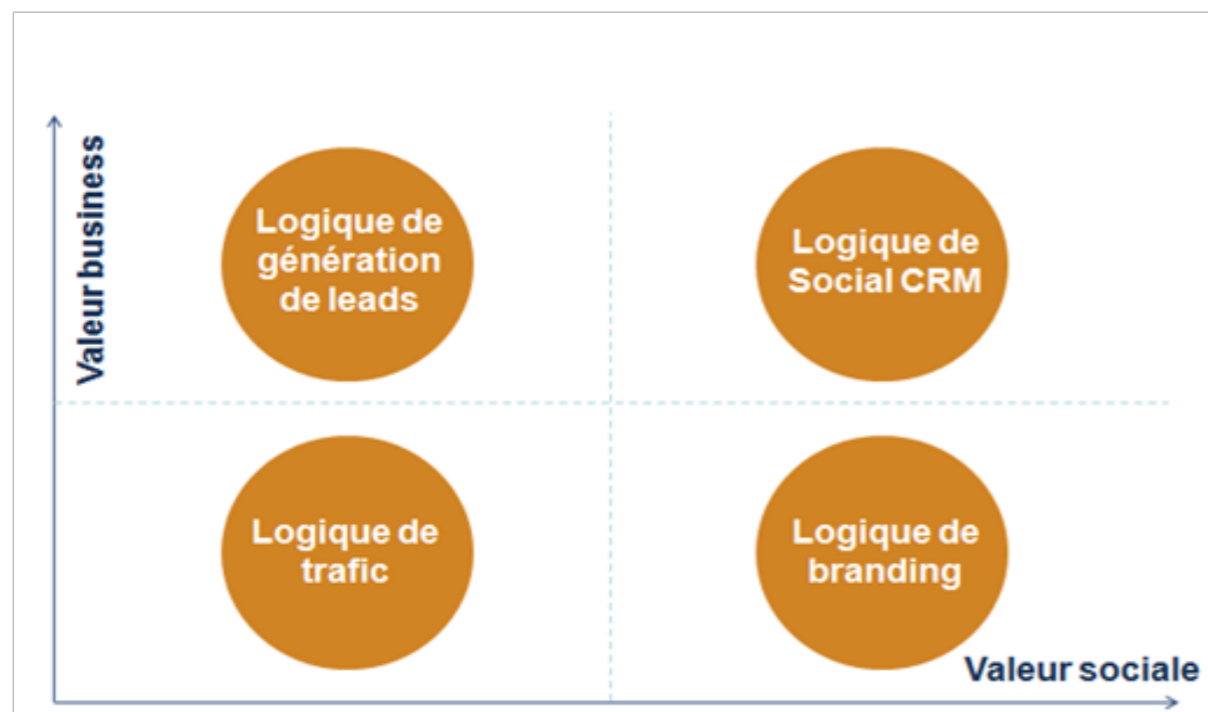 Valeur business
Logique de
génération
de leads
Logique de
Social CRM
Logique de
trafic
Logique de
branding
Valeur sociale